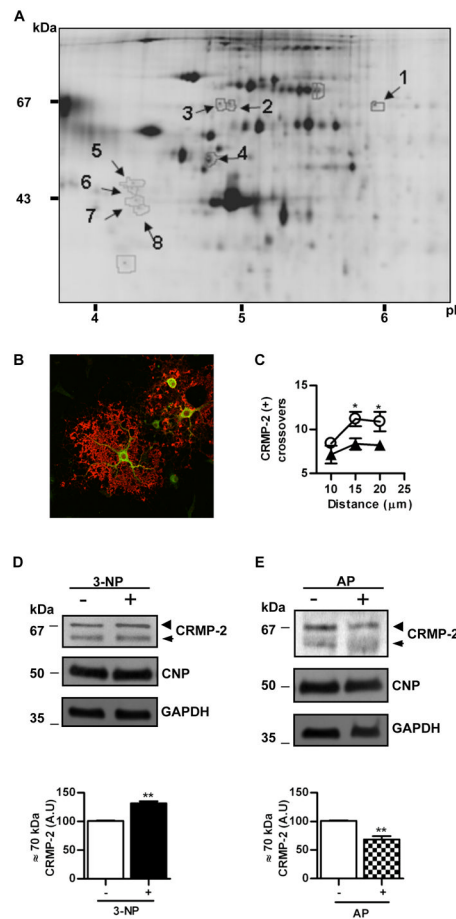 A
kDa
67
43
1
2
3
4
5
6
7
8
4
5
6
B
C
CRMP-2 (+)
crossovers
15
10
5
* *
10 15 20 25
Distance (μm)
D
3-NP
- +
kDa
67
CRMP-2
50
CNP
35
GAPDH
150
100
50
0
≈ 70 kDa
CRMP-2 (A.U)
**
- +
3-NP
E
AP
- +
kDa
67
CRMP-2
50
CNP
35
GAPDH
150
100
50
0
≈ 70 kDa
CRMP-2 (A.U)
**
- +
AP